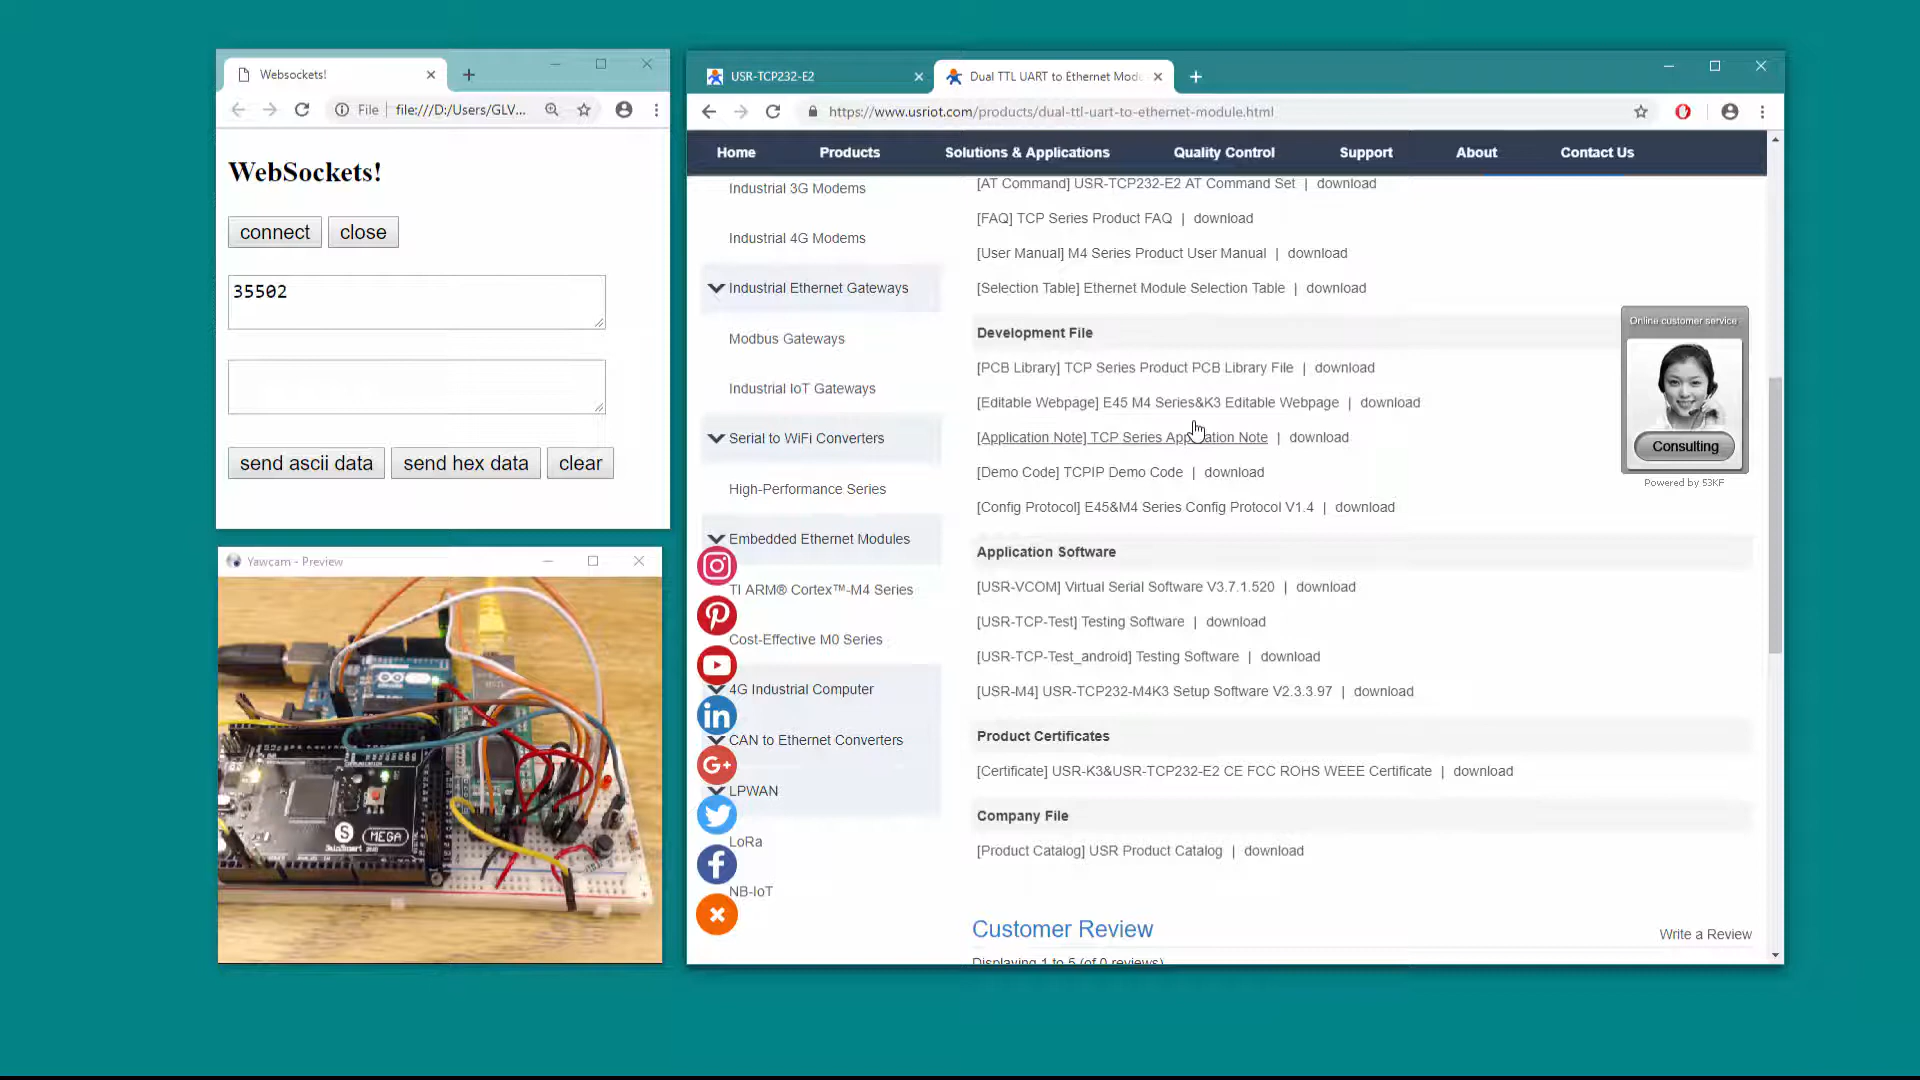 Websockets!
File
file:///D:/Users/GLV...
WebSockets!
connect
close
35502
send ascii data
send hex data
clear
Yawcam - Preview
S
SainSmart
MEGA
USR-TCP232-E2
Dual TTL UART to Ethernet Mod
https://www.usriot.com/products/dual-ttl-uart-to-ethernet-module.html
Home
Products
Solutions & Applications
Quality Control
Support
About
Contact Us
Industrial 3G Modems
Industrial 4G Modems
Industrial Ethernet Gateways
Modbus Gateways
Industrial IoT Gateways
Serial to WiFi Converters
High-Performance Series
Embedded Ethernet Modules
TI ARM® Cortex™-M4 Series
Cost-Effective M0 Series
4G Industrial Computer
CAN to Ethernet Converters
LPWAN
LoRa
NB-IoT
in
G+
[AT Command] USR-TCP232-E2 AT Command Set | download
[FAQ] TCP Series Product FAQ | download
[User Manual] M4 Series Product User Manual | download
[Selection Table] Ethernet Module Selection Table | download
Development File
[PCB Library] TCP Series Product PCB Library File | download
[Editable Webpage] E45 M4 Series&K3 Editable Webpage | download
[Application Note] TCP Series Application Note | download
[Demo Code] TCPIP Demo Code | download
[Config Protocol] E45&M4 Series Config Protocol V1.4 | download
Application Software
[USR-VCOM] Virtual Serial Software V3.7.1.520 | download
[USR-TCP-Test] Testing Software | download
[USR-TCP-Test_android] Testing Software | download
[USR-M4] USR-TCP232-M4K3 Setup Software V2.3.3.97 | download
Product Certificates
[Certificate] USR-K3&USR-TCP232-E2 CE FCC ROHS WEEE Certificate | download
Company File
[Product Catalog] USR Product Catalog | download
Customer Review
Write a Review
Displaying 1 to 5 (of 0 reviews)
Online customer service
Consulting
Powered by 53KF